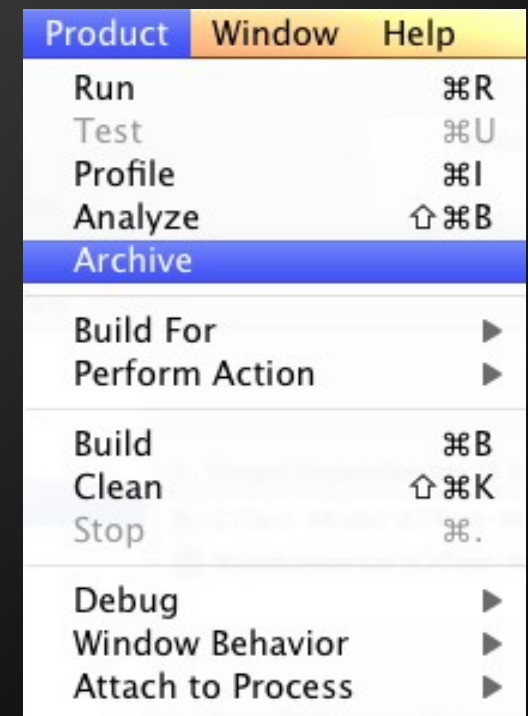 Product Window Help
Run ⌘R
Test ⌘U
Profile ⌘I
Analyze ⇧⌘B
Archive
Build For ▶
Perform Action ▶
Build ⌘B
Clean ⇧⌘K
Stop ⌘.
Debug ▶
Window Behavior ▶
Attach to Process ▶